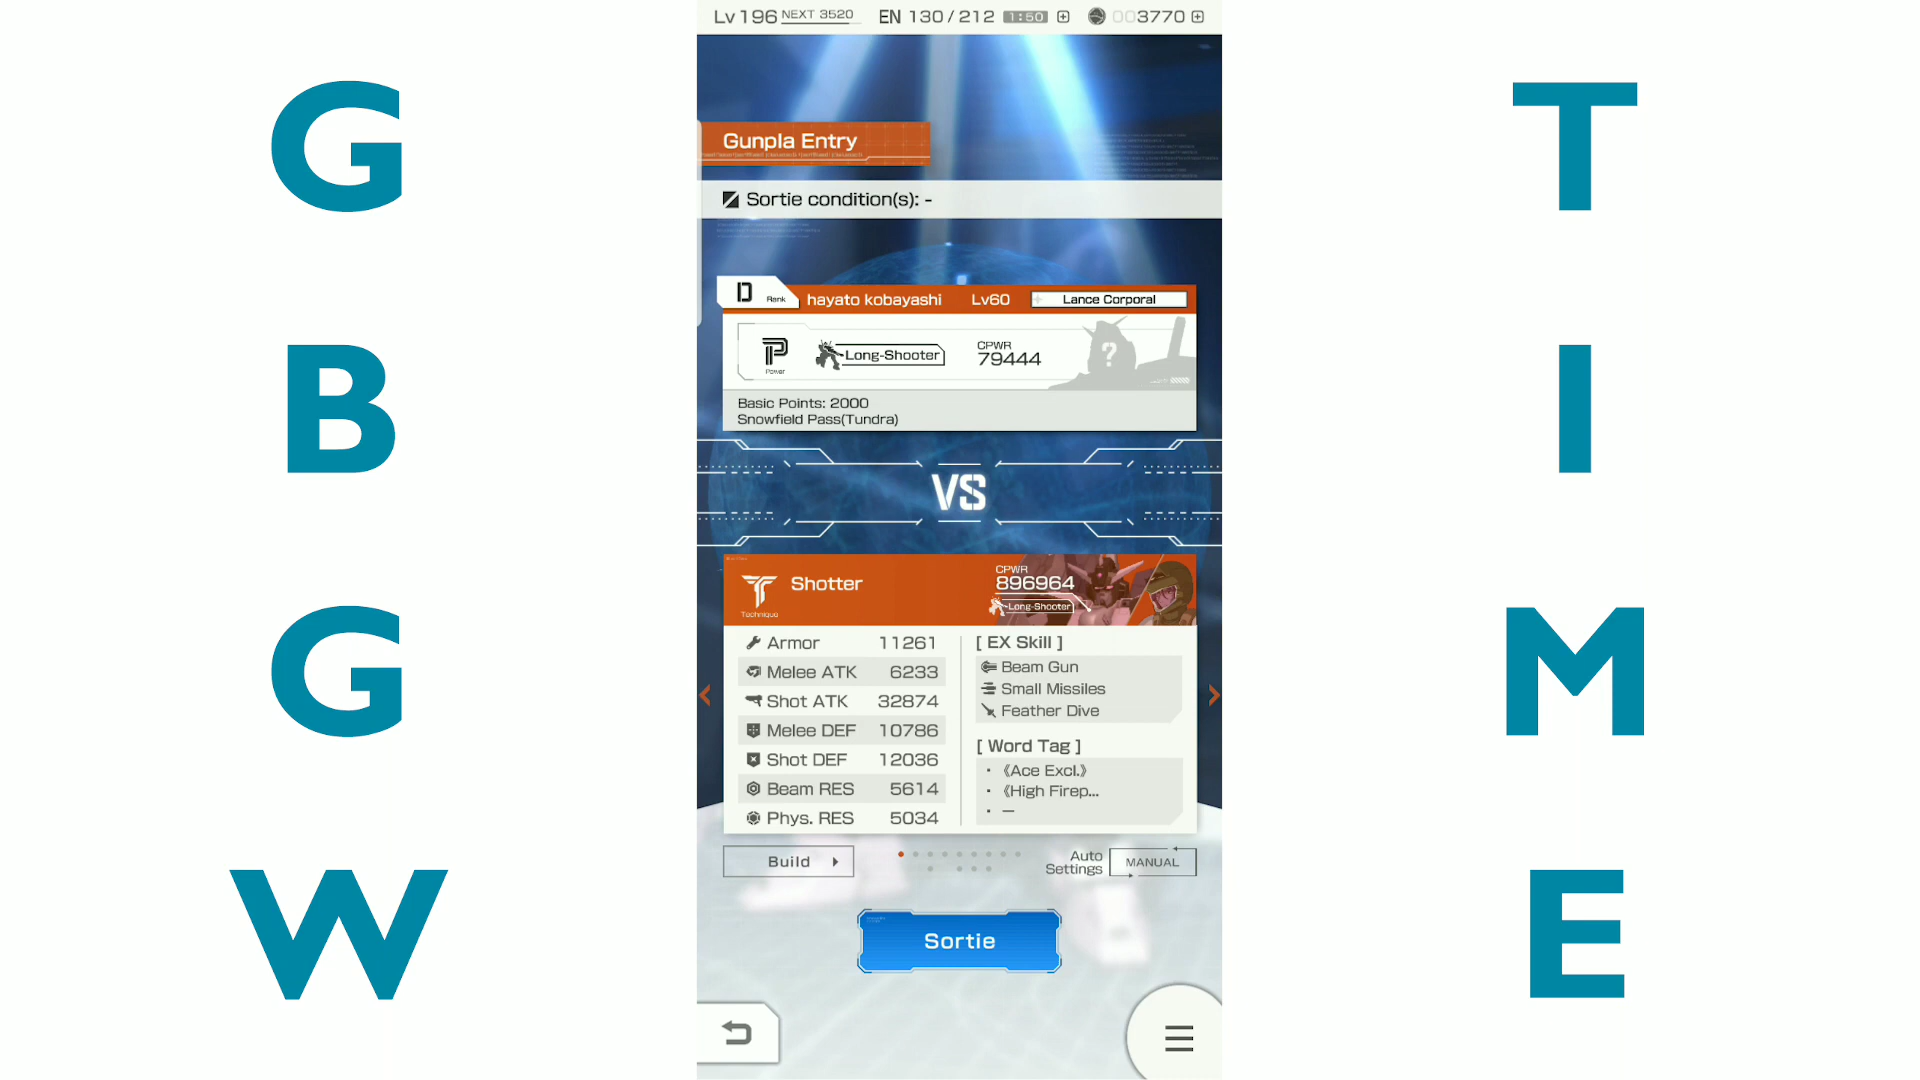 G
B
G
W
T
I
M
E
Lv 196 NEXT 3520 EN 130/212 1:50 003770
Gunpla Entry
Sortie condition(s): -
D Rank hayato kobayashi Lv60 Lance Corporal
P Power Long-Shooter CPWR 79444
?
Basic Points: 2000
Snowfield Pass(Tundra)
VS
T Technique Shotter CPWR 896964
Long-Shooter
Armor 11261
Melee ATK 6233
Shot ATK 32874
Melee DEF 10786
Shot DEF 12036
Beam RES 5614
Phys. RES 5034
[ EX Skill ]
Beam Gun
Small Missiles
Feather Dive
[ Word Tag ]
・《Ace Excl.》
・《High Firep...
・ —
Build
Auto Settings MANUAL
Sortie